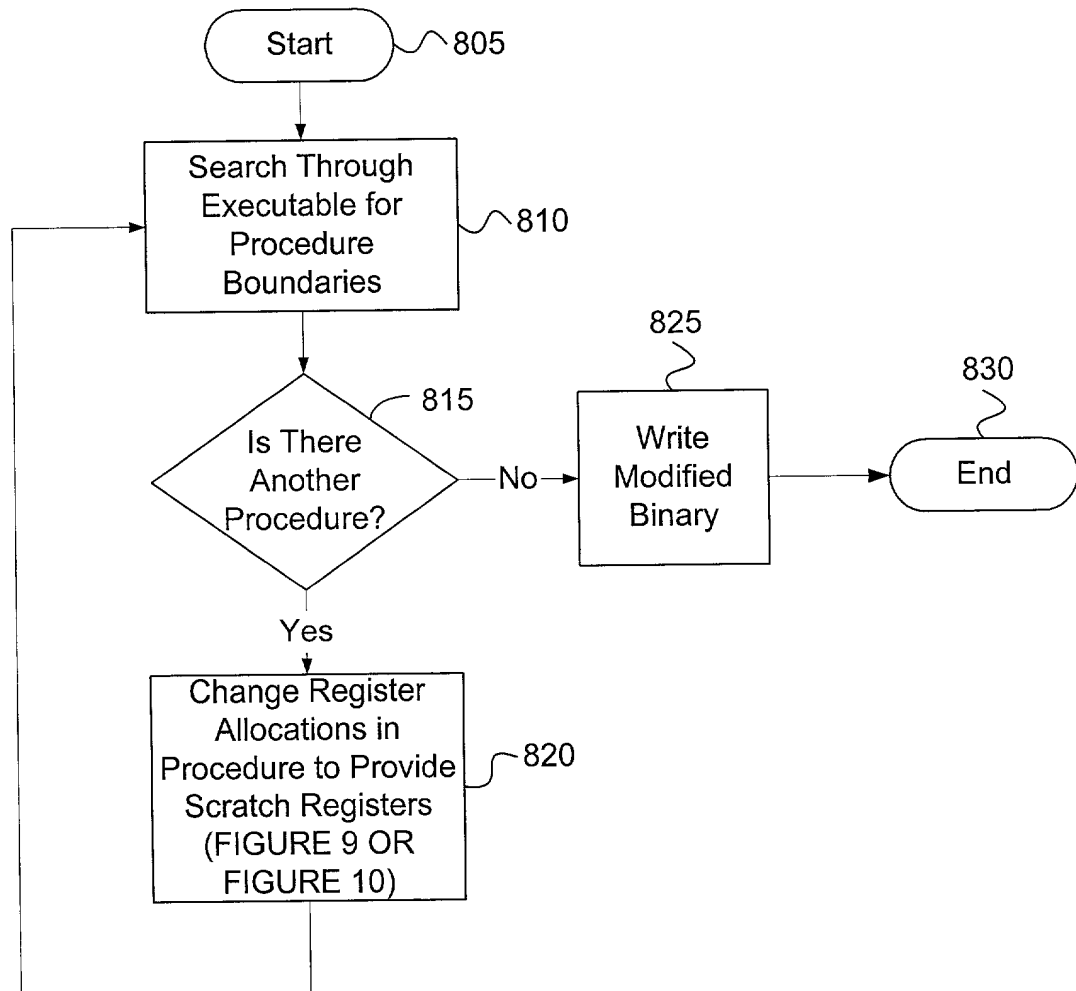 Start
805
Search Through
Executable for
Procedure
Boundaries
810
825
830
815
Is There
Another
Procedure?
No
Write
Modified
Binary
End
Yes
Change Register
Allocations in
Procedure to Provide
Scratch Registers
(FIGURE 9 OR
FIGURE 10)
820